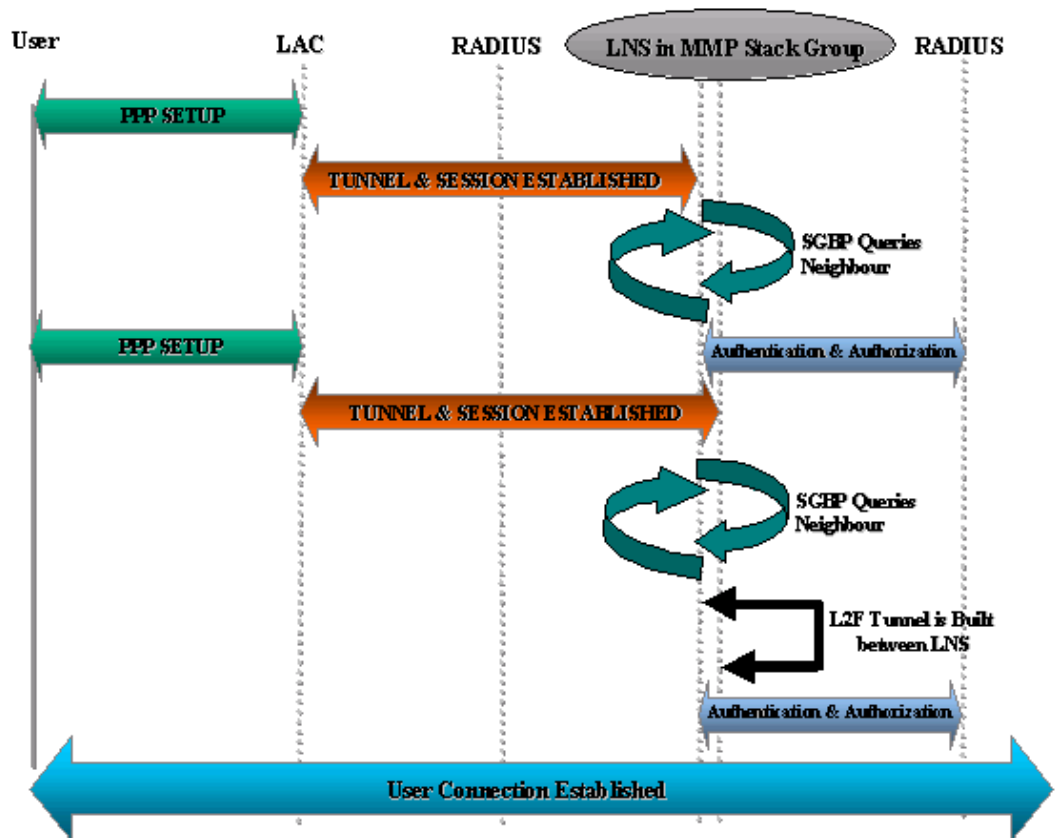 User
LAC
RADIUS
LNS in MMP Stack Group
RADIUS
PPP SETUP
TUNNEL & SESSION ESTABLISHED
SGBP Queries
Neighbour
PPP SETUP
Authentication & Authorization
TUNNEL & SESSION ESTABLISHED
SGBP Queries
Neighbour
L2F Tunnel is Built
between LNS
Authentication & Authorization
User Connection Established